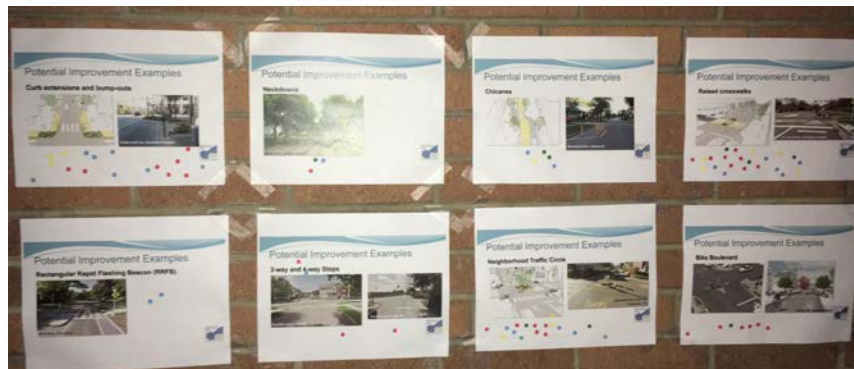 Potential Improvement Examples
Curb extensions and bump-outs
Potential Improvement Examples
Neckdowns
Potential Improvement Examples
Chicanes
Potential Improvement Examples
Raised crosswalks
Potential Improvement Examples
Rectangular Rapid Flashing Beacon (RRFB)
Potential Improvement Examples
3-way and 4-way Stops
Potential Improvement Examples
Neighborhood Traffic Circle
Potential Improvement Examples
Bike Boulevard